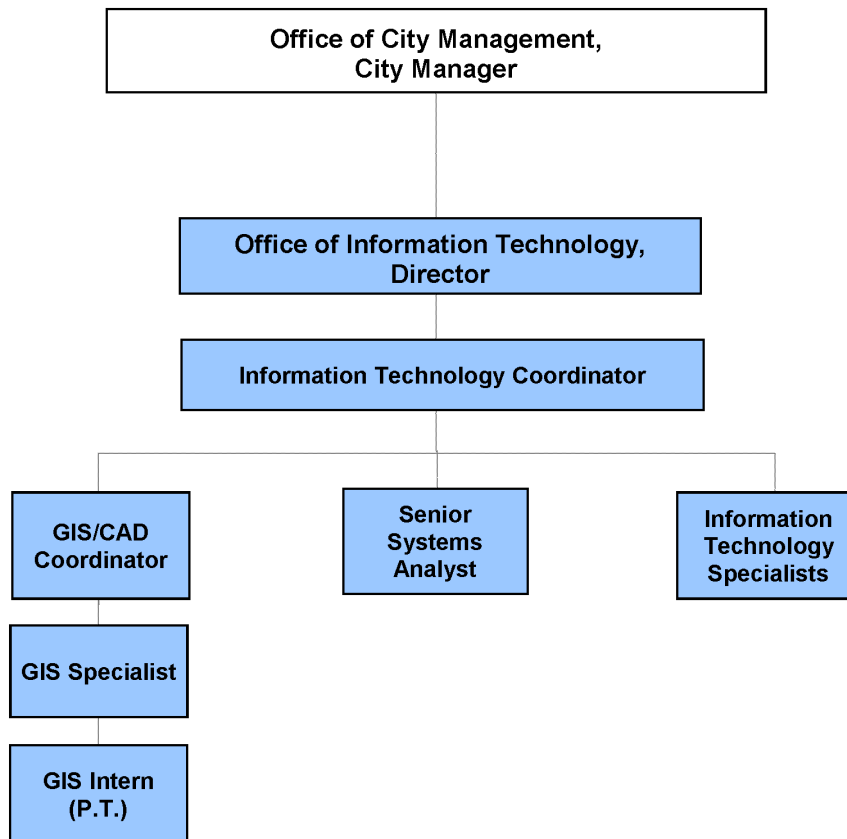 Office of City Management,
City Manager
Office of Information Technology,
Director
Information Technology Coordinator
GIS/CAD
Coordinator
Senior
Systems
Analyst
Information
Technology
Specialists
GIS Specialist
GIS Intern
(P.T.)